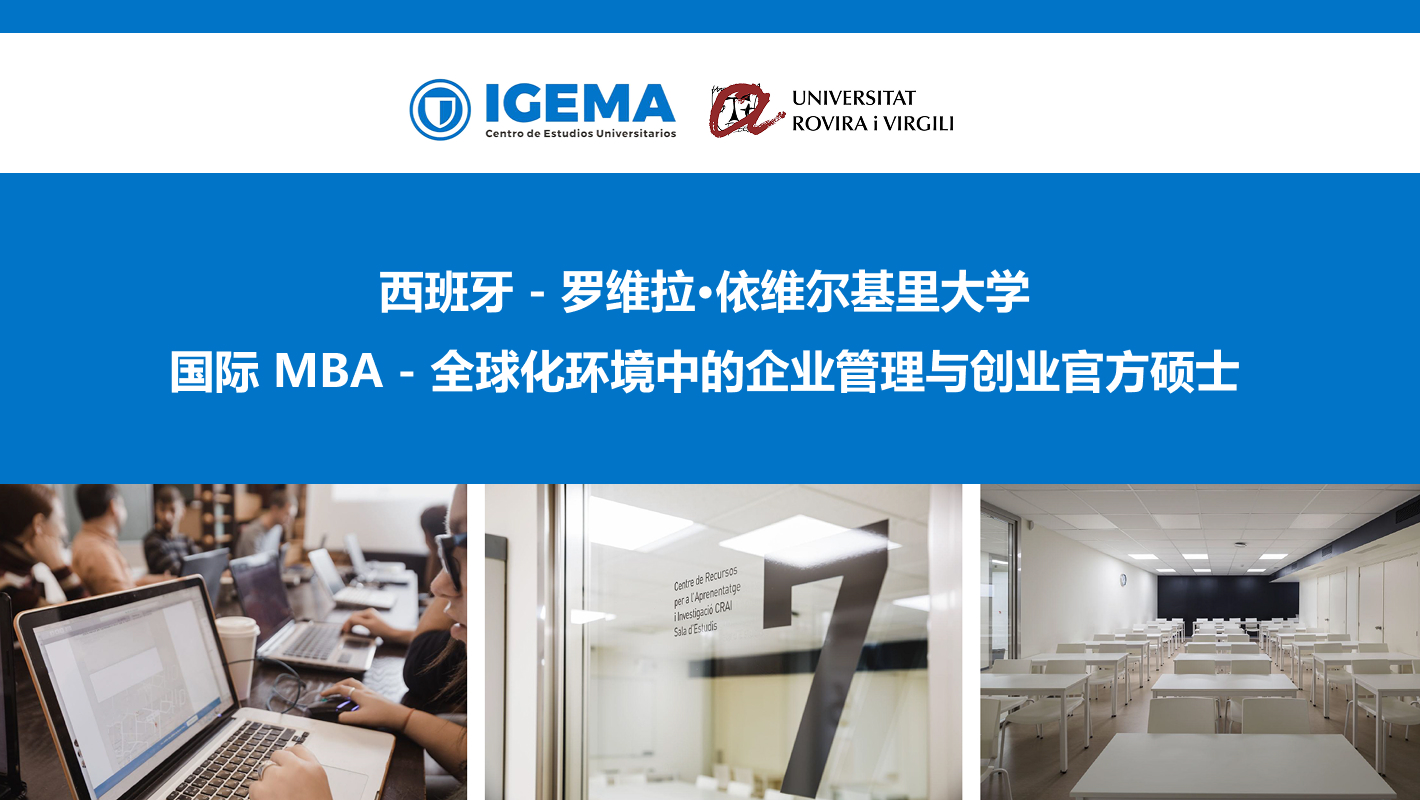 IGEMA
Centro de Estudios Universitarios
UNIVERSITAT
ROVIRA i VIRGILI
西班牙 - 罗维拉•依维尔基里大学
国际 MBA - 全球化环境中的企业管理与创业官方硕士
Centre de Recursos
per a l'Aprenentatge
i Investigació CRAI
Sala d'Estudis
7